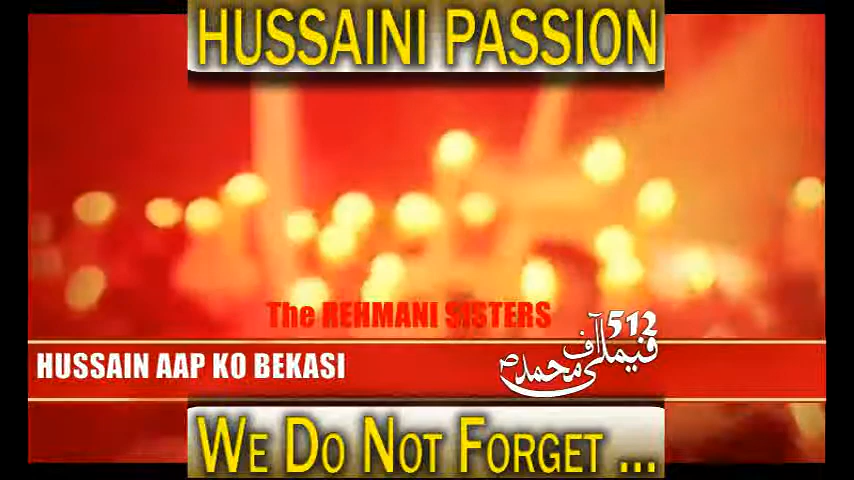 HUSSAINI PASSION
The REHMANI SISTERS
512
فیملی آف محمدؐ
HUSSAIN AAP KO BEKASI
WE DO NOT FORGET ...